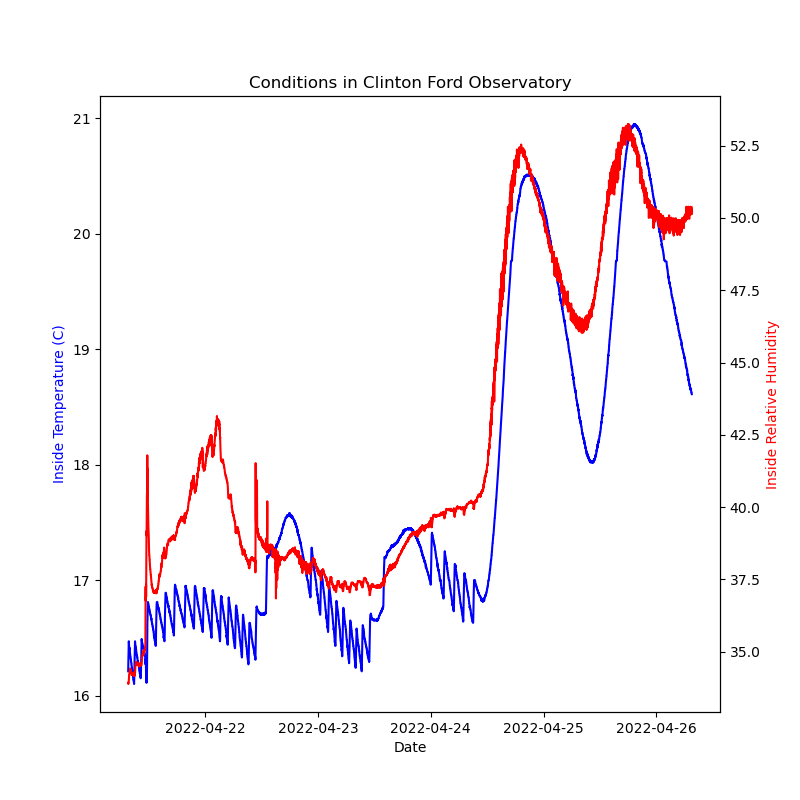 Conditions in Clinton Ford Observatory
21
20
19
18
17
16
Inside Temperature (C)
52.5
50.0
47.5
45.0
42.5
40.0
37.5
35.0
Inside Relative Humidity
2022-04-22 2022-04-23 2022-04-24 2022-04-25 2022-04-26
Date